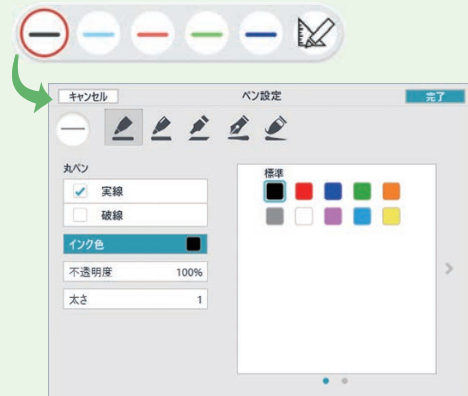 キャンセル ペン設定 完了
丸ペン
実線
破線
インク色
不透明度 100%
太さ 1
標準